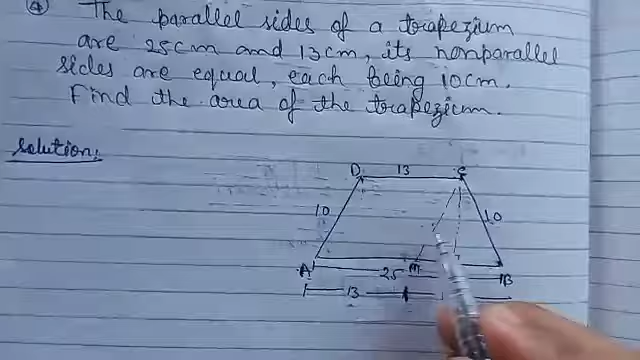 ④ The parallel sides of a trapezium
are 25cm and 13cm, its nonparallel
sides are equal, each being 10cm.
Find the area of the trapezium.
Solution:
D 13 C
10 10
A 25 M B
13